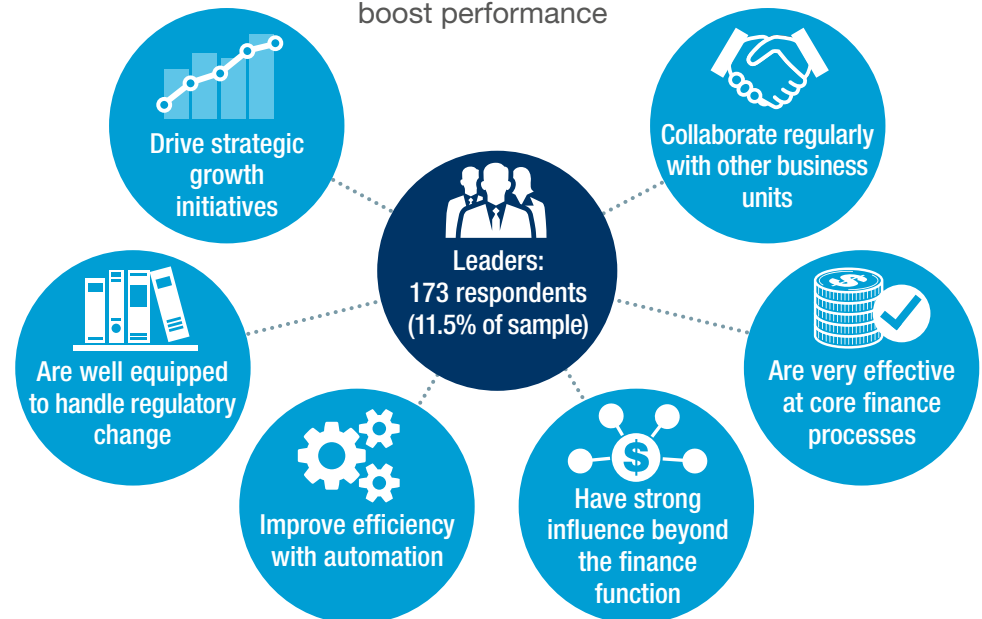 boost performance
Drive strategic
growth
initiatives
Collaborate regularly
with other business
units
Leaders:
173 respondents
(11.5% of sample)
Are well equipped
to handle regulatory
change
Are very effective
at core finance
processes
Improve efficiency
with automation
$
Have strong
influence beyond
the finance
function
$